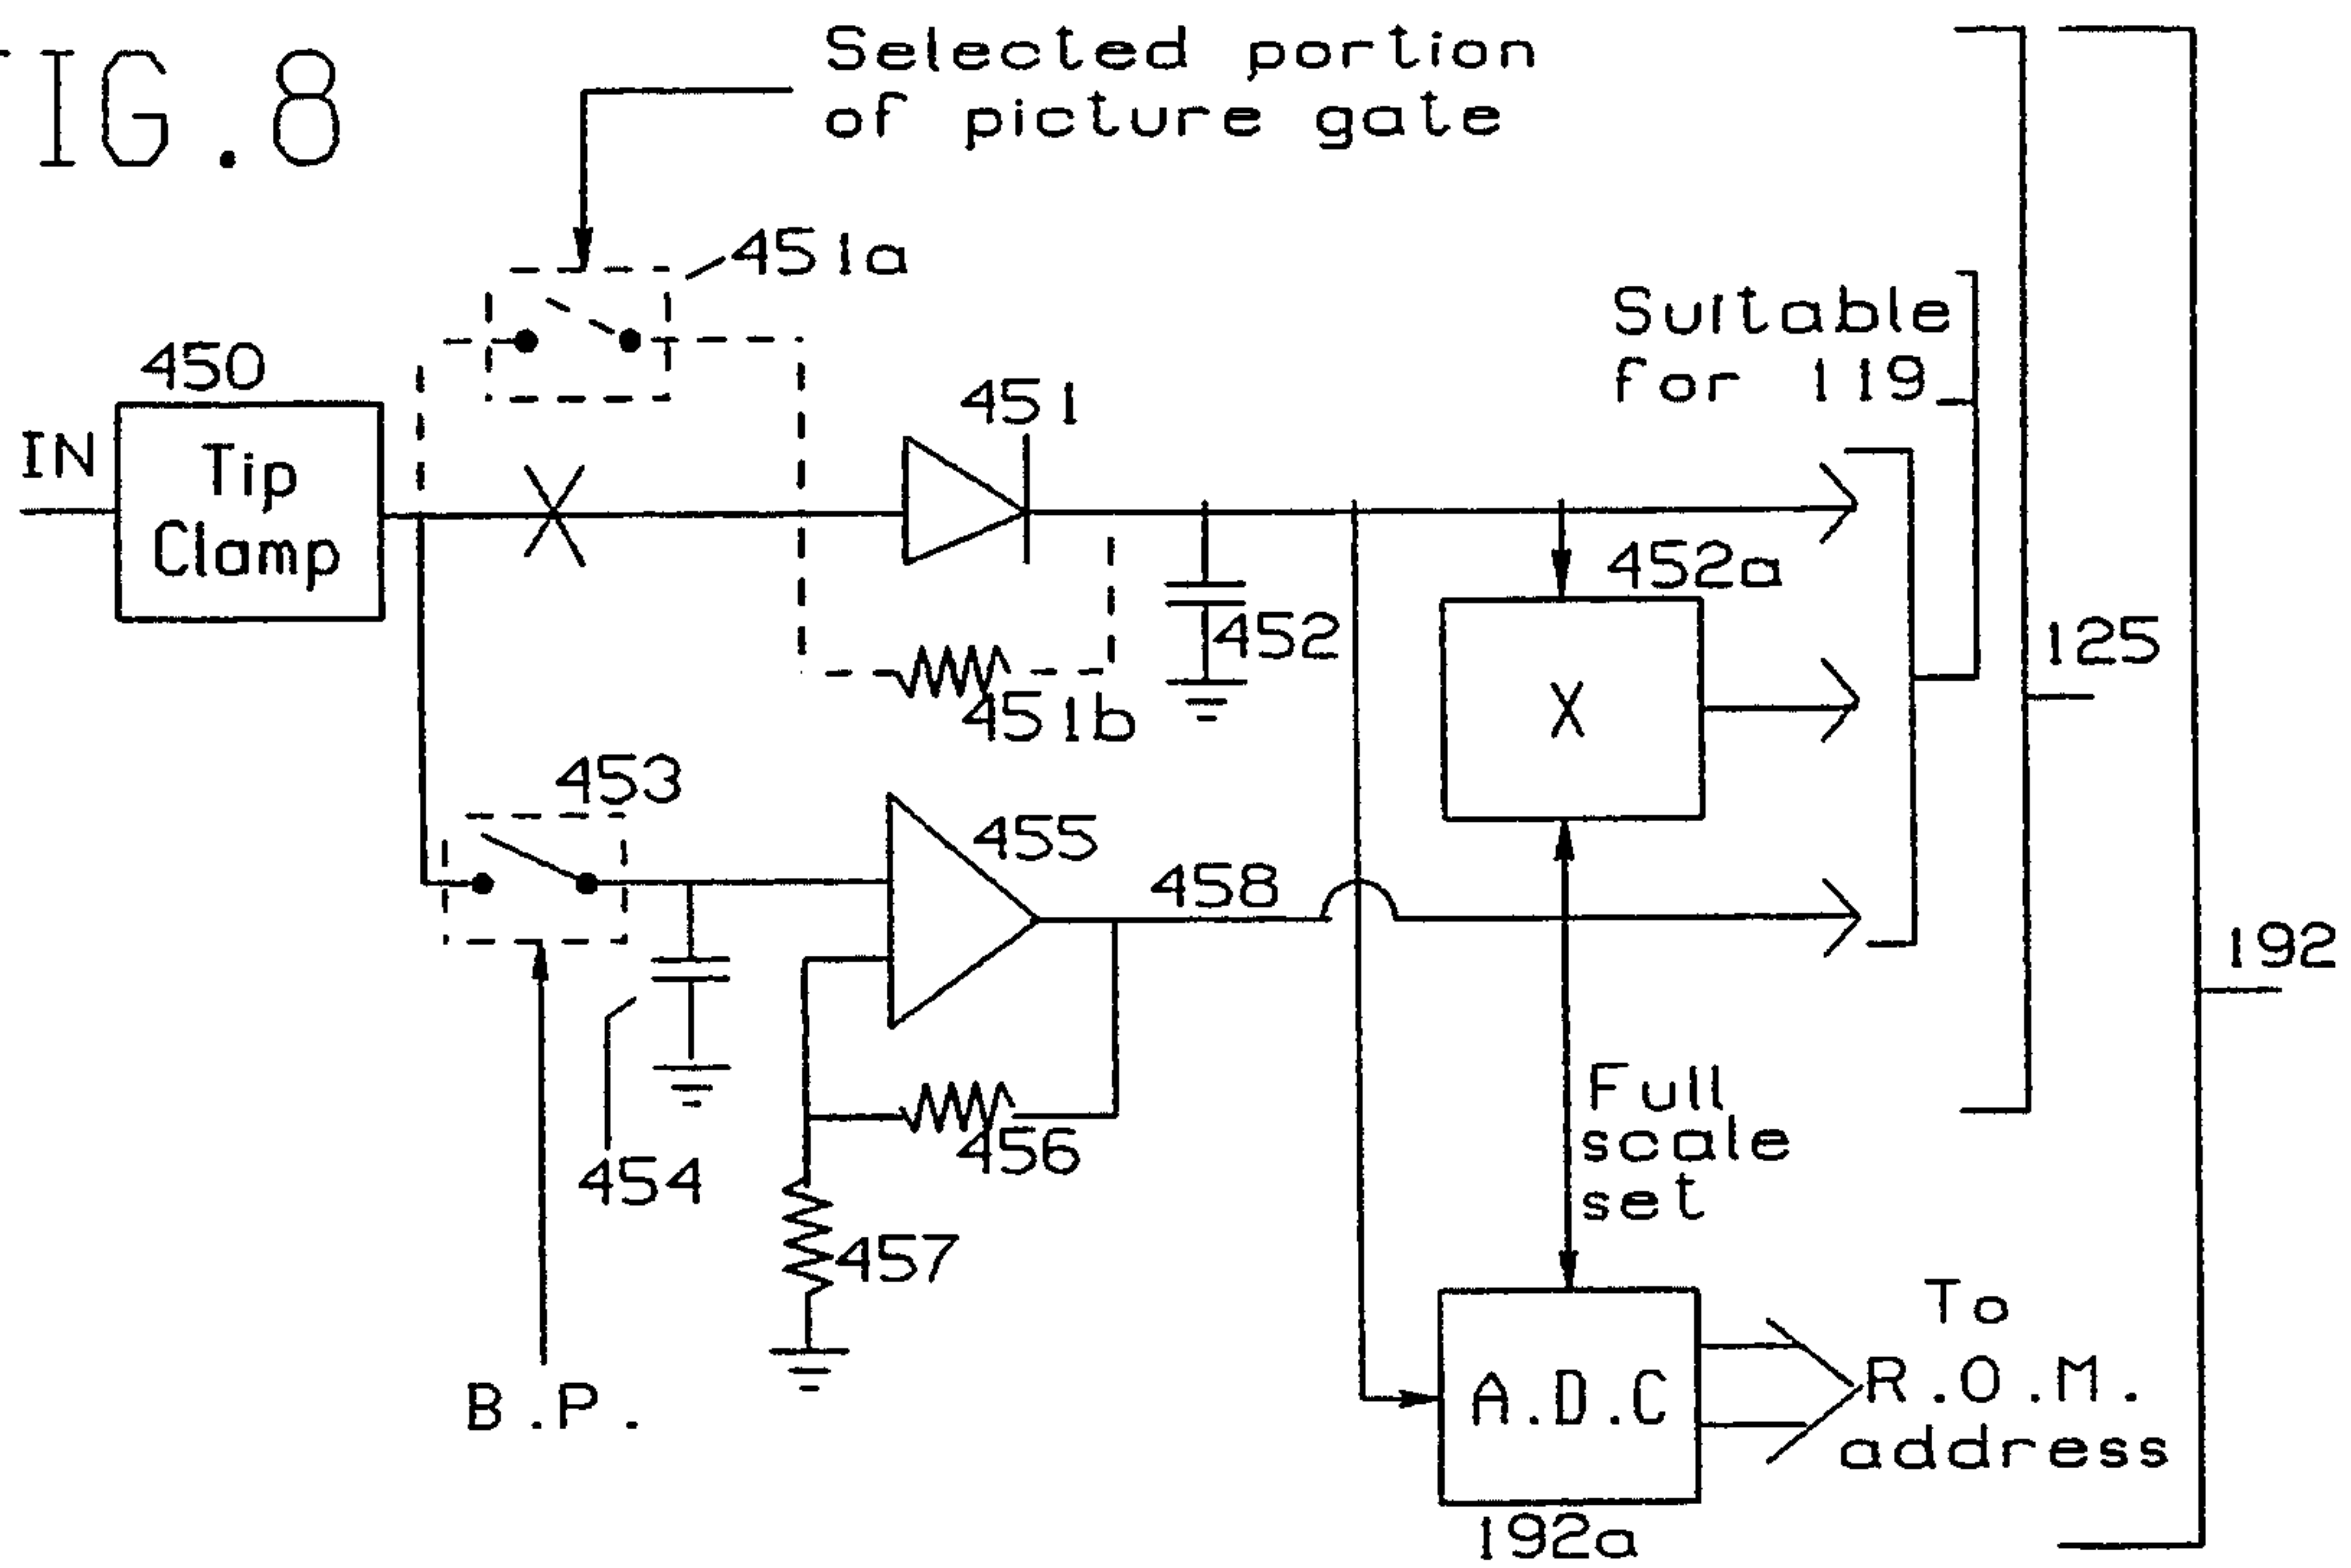 FIG.8
Selected portion
of picture gate
451a
450
IN
Tip
Clamp
451
Suitable
for 119
452a
452
451b
X
125
453
455
458
192
454
456
Full
scale
set
457
B.P.
A.D.C
192a
To
R.O.M.
address